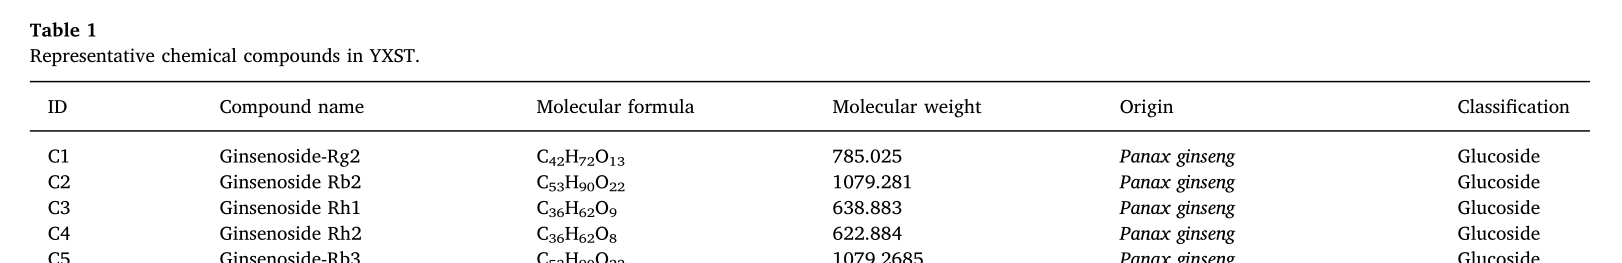 Table 1
Representative chemical compounds in YXST.
ID Compound name Molecular formula Molecular weight Origin Classification
C1 Ginsenoside-Rg2 C₄₂H₇₂O₁₃ 785.025 Panax ginseng Glucoside
C2 Ginsenoside Rb2 C₅₃H₉₀O₂₂ 1079.281 Panax ginseng Glucoside
C3 Ginsenoside Rh1 C₃₆H₆₂O₉ 638.883 Panax ginseng Glucoside
C4 Ginsenoside Rh2 C₃₆H₆₂O₈ 622.884 Panax ginseng Glucoside
C5 Ginsenoside-Rb3 C₅₃H₉₀O₂₂ 1079.2685 Panax ginseng Glucoside